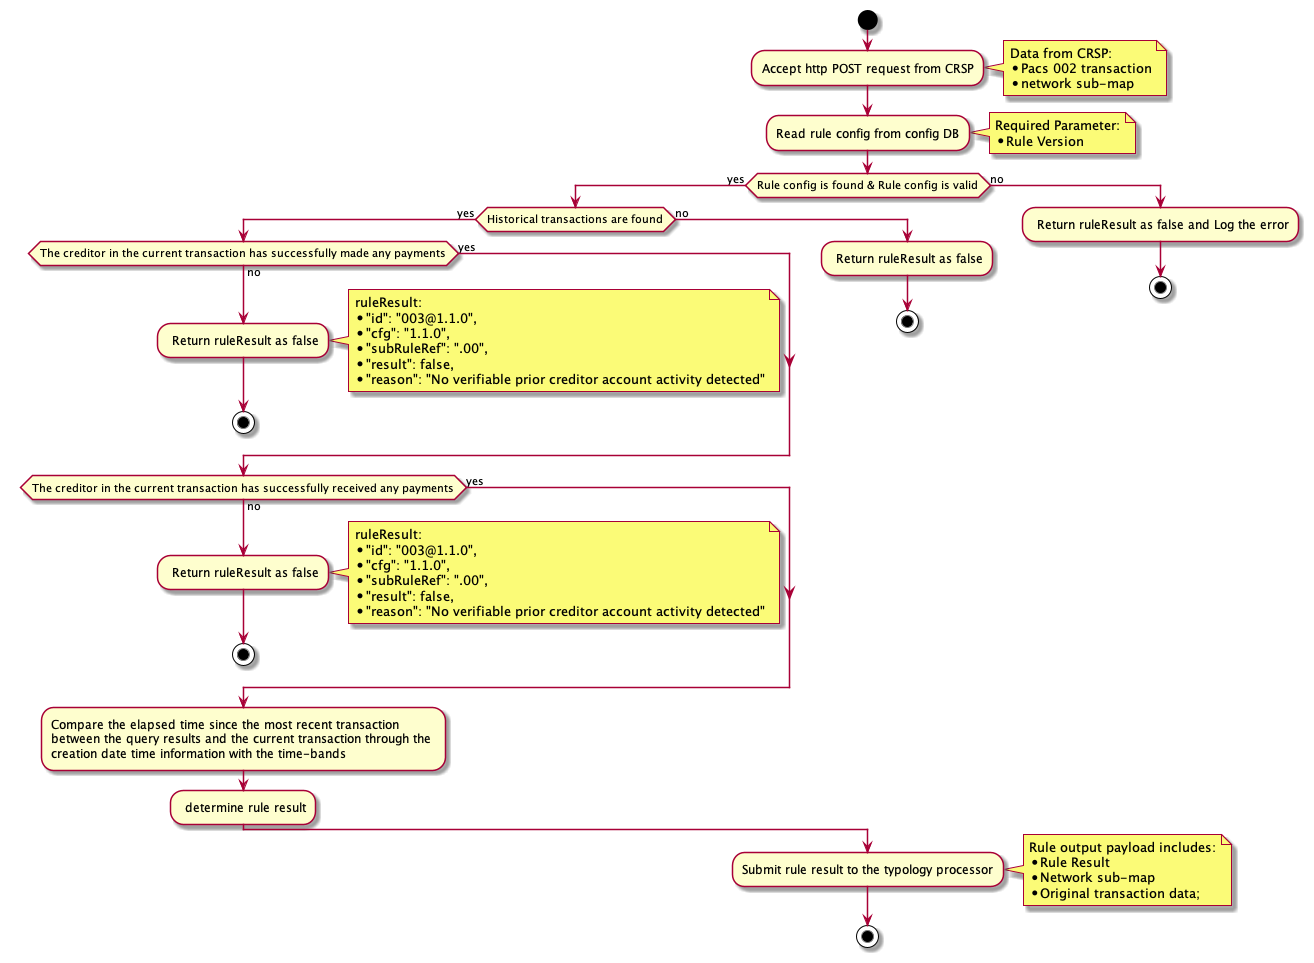 Accept http POST request from CRSP
Data from CRSP:
•Pacs 002 transaction
•network sub-map
Read rule config from config DB
Required Parameter:
•Rule Version
yes
Rule config is found & Rule config is valid
no
yes
Historical transactions are found
no
Return ruleResult as false and Log the error
The creditor in the current transaction has successfully made any payments
yes
no
Return ruleResult as false
Return ruleResult as false
ruleResult:
•"id": "003@1.1.0",
•"cfg": "1.1.0",
•"subRuleRef": ".00",
•"result": false,
•"reason": "No verifiable prior creditor account activity detected"
The creditor in the current transaction has successfully received any payments
yes
no
Return ruleResult as false
ruleResult:
•"id": "003@1.1.0",
•"cfg": "1.1.0",
•"subRuleRef": ".00",
•"result": false,
•"reason": "No verifiable prior creditor account activity detected"
Compare the elapsed time since the most recent transaction
between the query results and the current transaction through the
creation date time information with the time-bands
determine rule result
Submit rule result to the typology processor
Rule output payload includes:
•Rule Result
•Network sub-map
•Original transaction data;